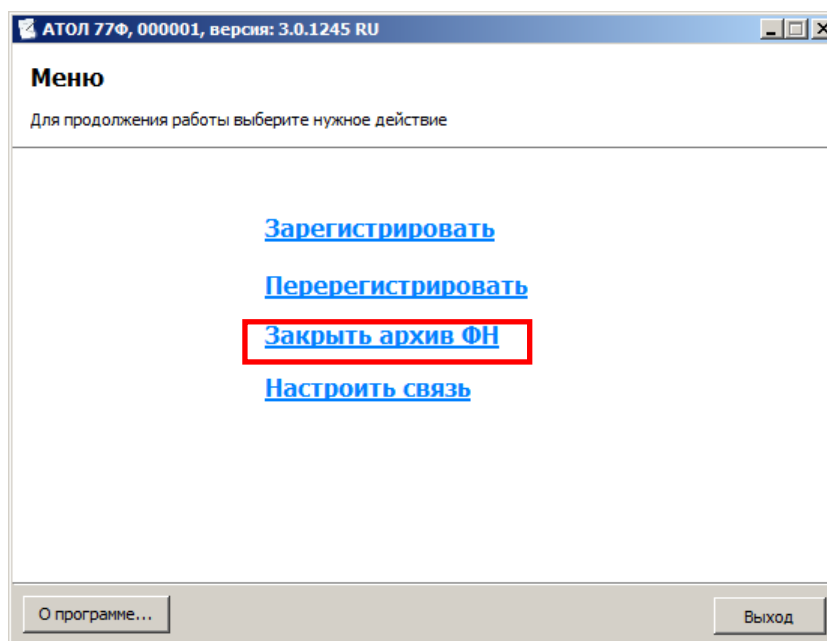 АТОЛ 77Ф, 000001, версия: 3.0.1245 RU
Меню
Для продолжения работы выберите нужное действие
Зарегистрировать
Перерегистрировать
Закрыть архив ФН
Настроить связь
О программе...
Выход